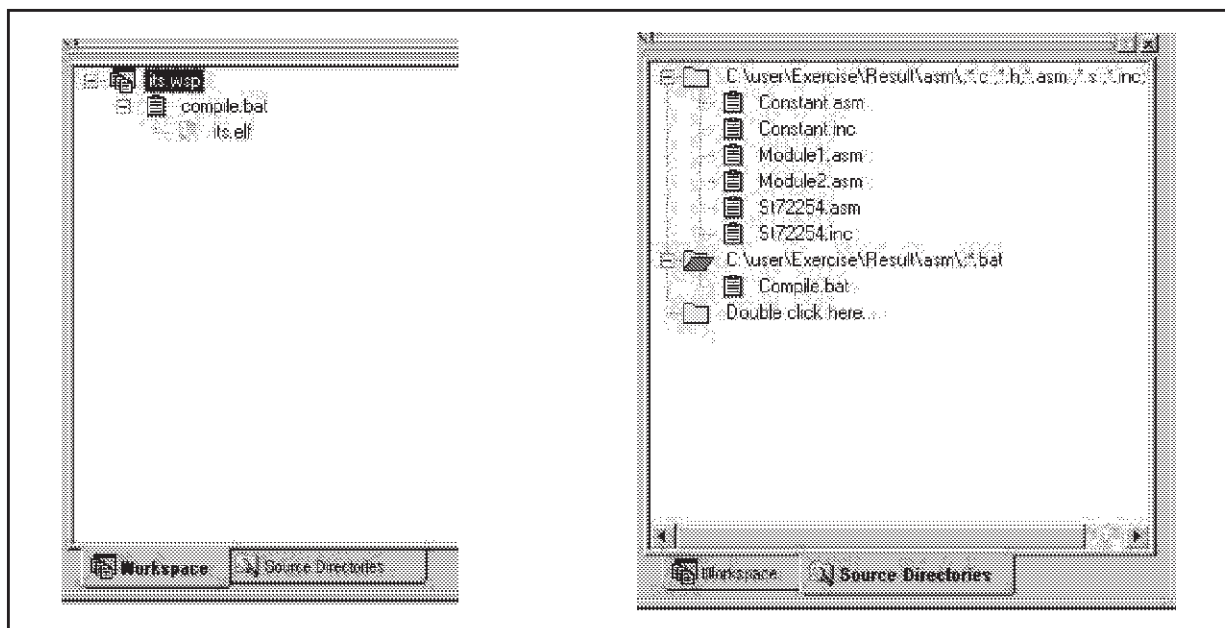 its.wsp
compile.bat
its.elf
Workspace
Source Directories
C:\user\Exercise\Result\asm\,*.c ,*.h,*.asm ,*.s ,*.inc,
Constant.asm
Constant.inc
Module1.asm
Module2.asm
St72254.asm
St72254.inc
C:\user\Exercise\Result\asm\,*.bat
Compile.bat
Double click here...
Workspace
Source Directories